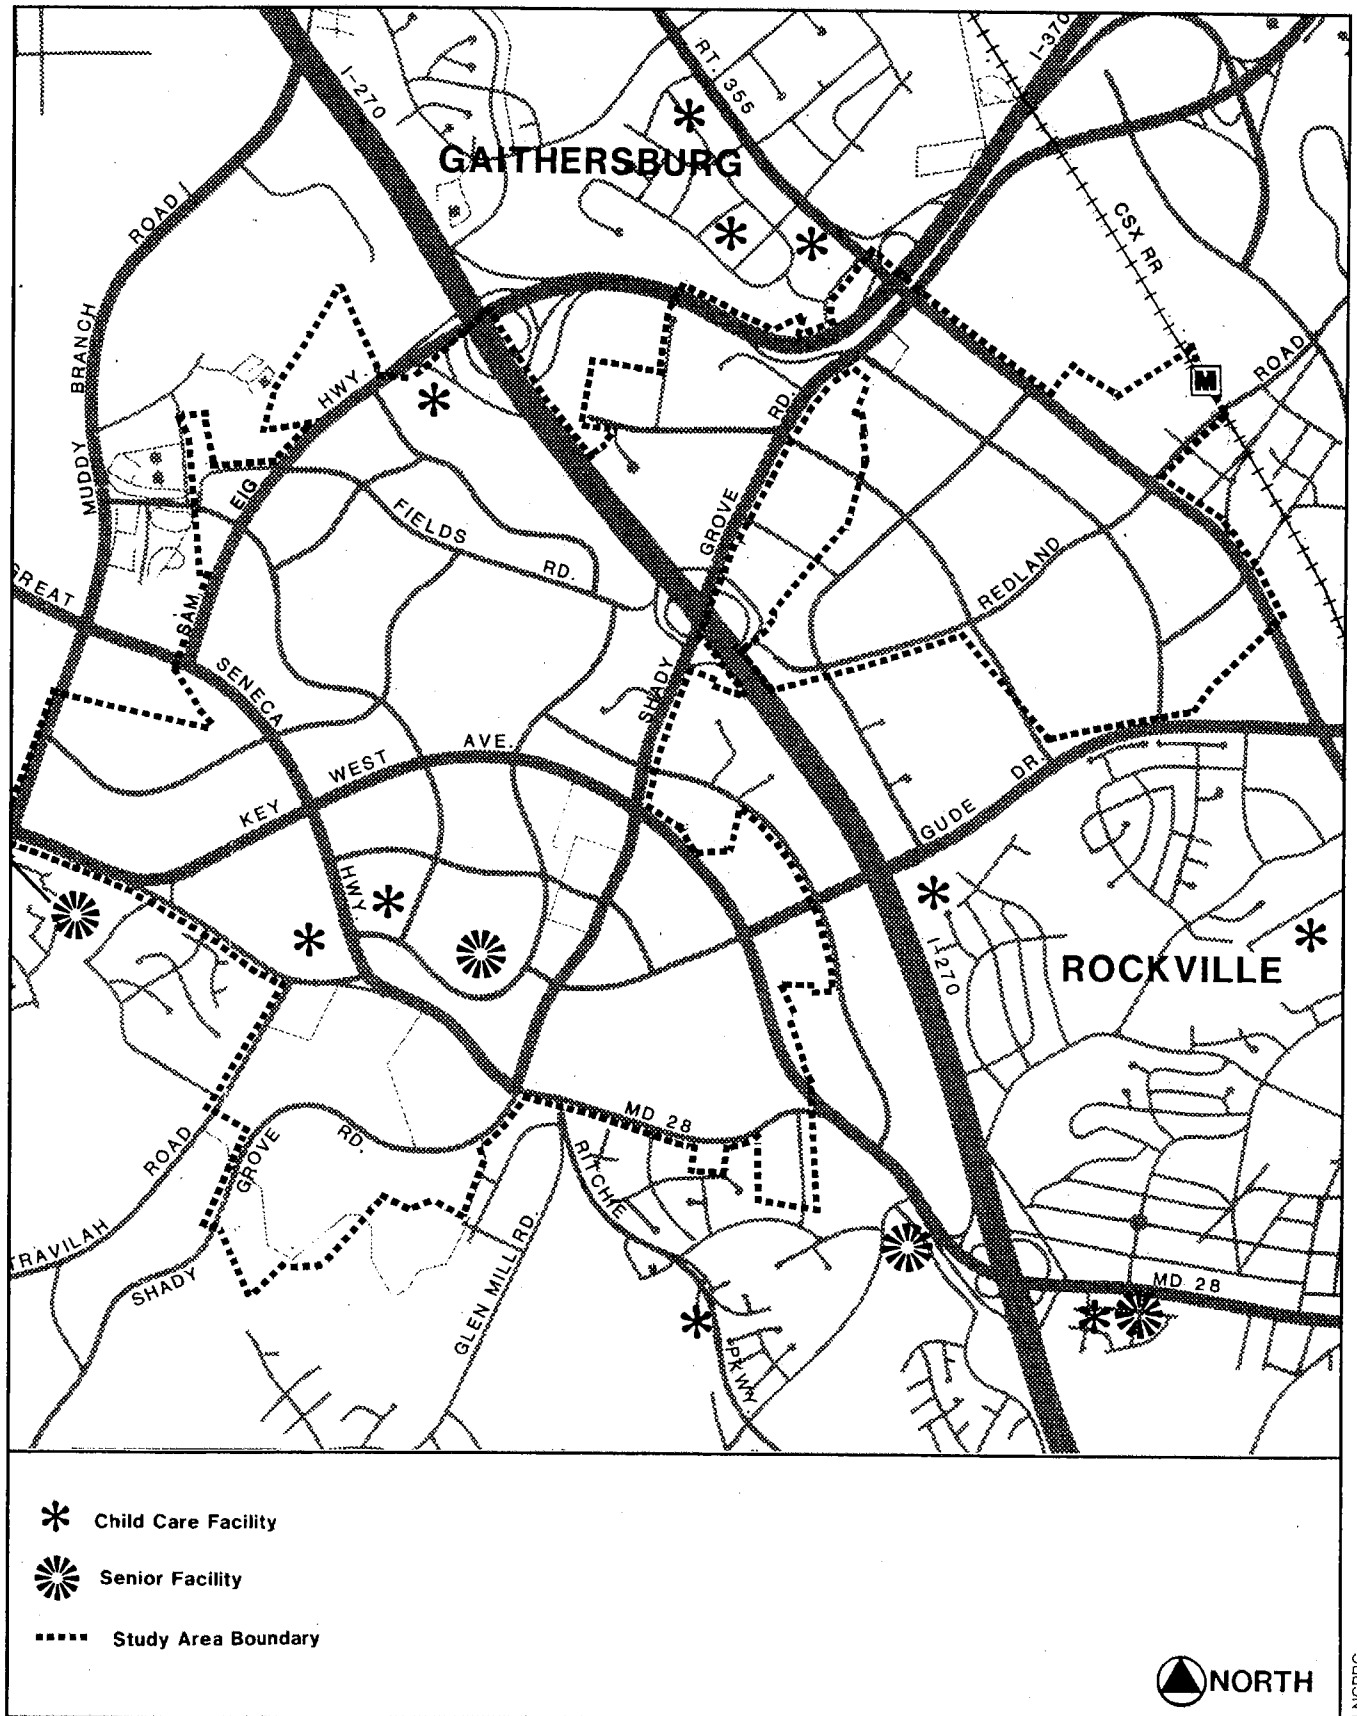 I-370
RT. 355
I-270
GAITHERSBURG
ROAD
CSX RR
BRANCH
ROAD
M
HWY.
RD.
MUDDY
EIG
FIELDS
RD.
GROVE
REDLAND
GREAT
SAM
SENECA
SHADY
WEST
AVE.
KEY
DR.
GUDE
HWY.
I-270
ROCKVILLE
MD 28
ROAD
GROVE
RD.
RITCHIE
TRAVILAH
SHADY
GLEN MILL RD.
MD 28
PKWY.
Child Care Facility
Senior Facility
Study Area Boundary
NORTH